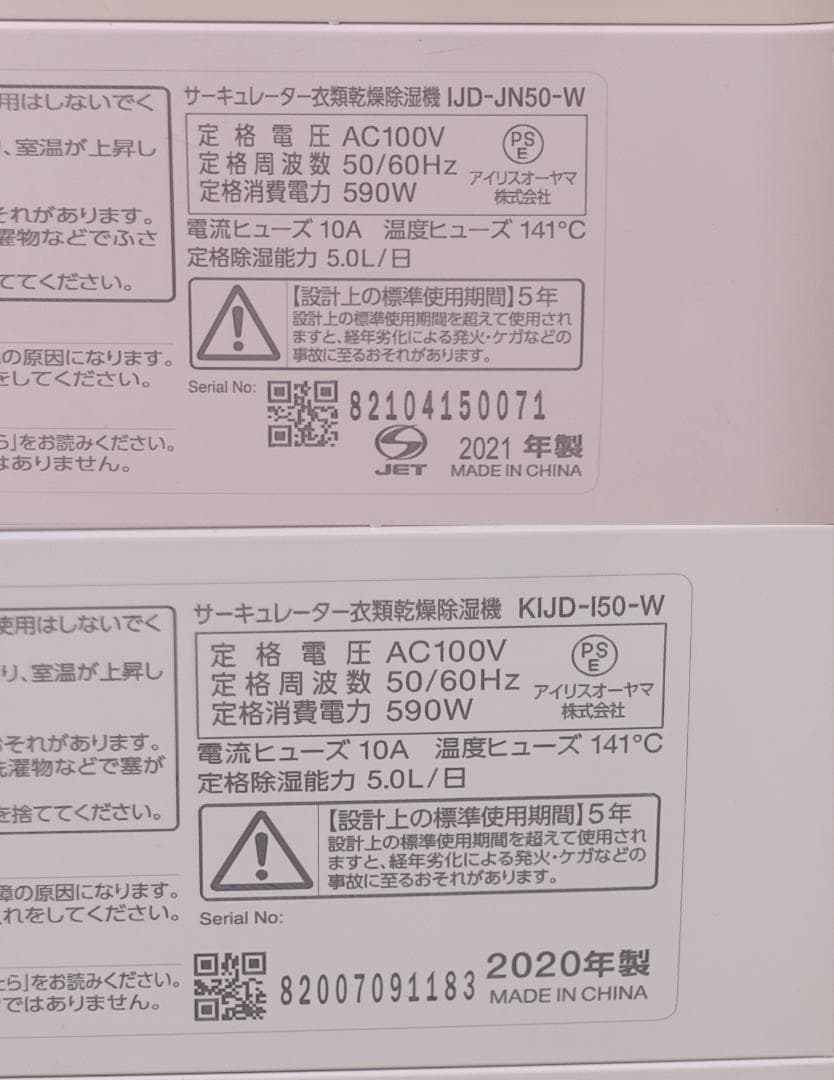 用はしないでく
、室温が上昇し
それがあります。
濯物などでふさ
ててください。
の原因になります。
をしてください。
ら」をお読みください。
はありません。
サーキュレーター衣類乾燥除湿機 IJD-JN50-W
定格電圧 AC100V
定格周波数 50/60Hz
定格消費電力 590W
PS
E
アイリスオーヤマ
株式会社
電流ヒューズ 10A 温度ヒューズ 141℃
定格除湿能力 5.0L/日
【設計上の標準使用期間】5年
設計上の標準使用期間を超えて使用され
ますと、経年劣化による発火・ケガなどの
事故に至るおそれがあります。
Serial No:
82104150071
JET
2021 年製
MADE IN CHINA
使用はしないでく
り、室温が上昇し
おそれがあります。
洗濯物などで塞が
を捨ててください。
障の原因になります。
れをしてください。
たら」をお読みください。
ではありません。
サーキュレーター衣類乾燥除湿機 KIJD-I50-W
定格電圧 AC100V
定格周波数 50/60Hz
定格消費電力 590W
PS
E
アイリスオーヤマ
株式会社
電流ヒューズ 10A 温度ヒューズ 141℃
定格除湿能力 5.0L/日
【設計上の標準使用期間】5年
設計上の標準使用期間を超えて使用され
ますと、経年劣化による発火・ケガなどの
事故に至るおそれがあります。
Serial No:
82007091183
2020年製
MADE IN CHINA